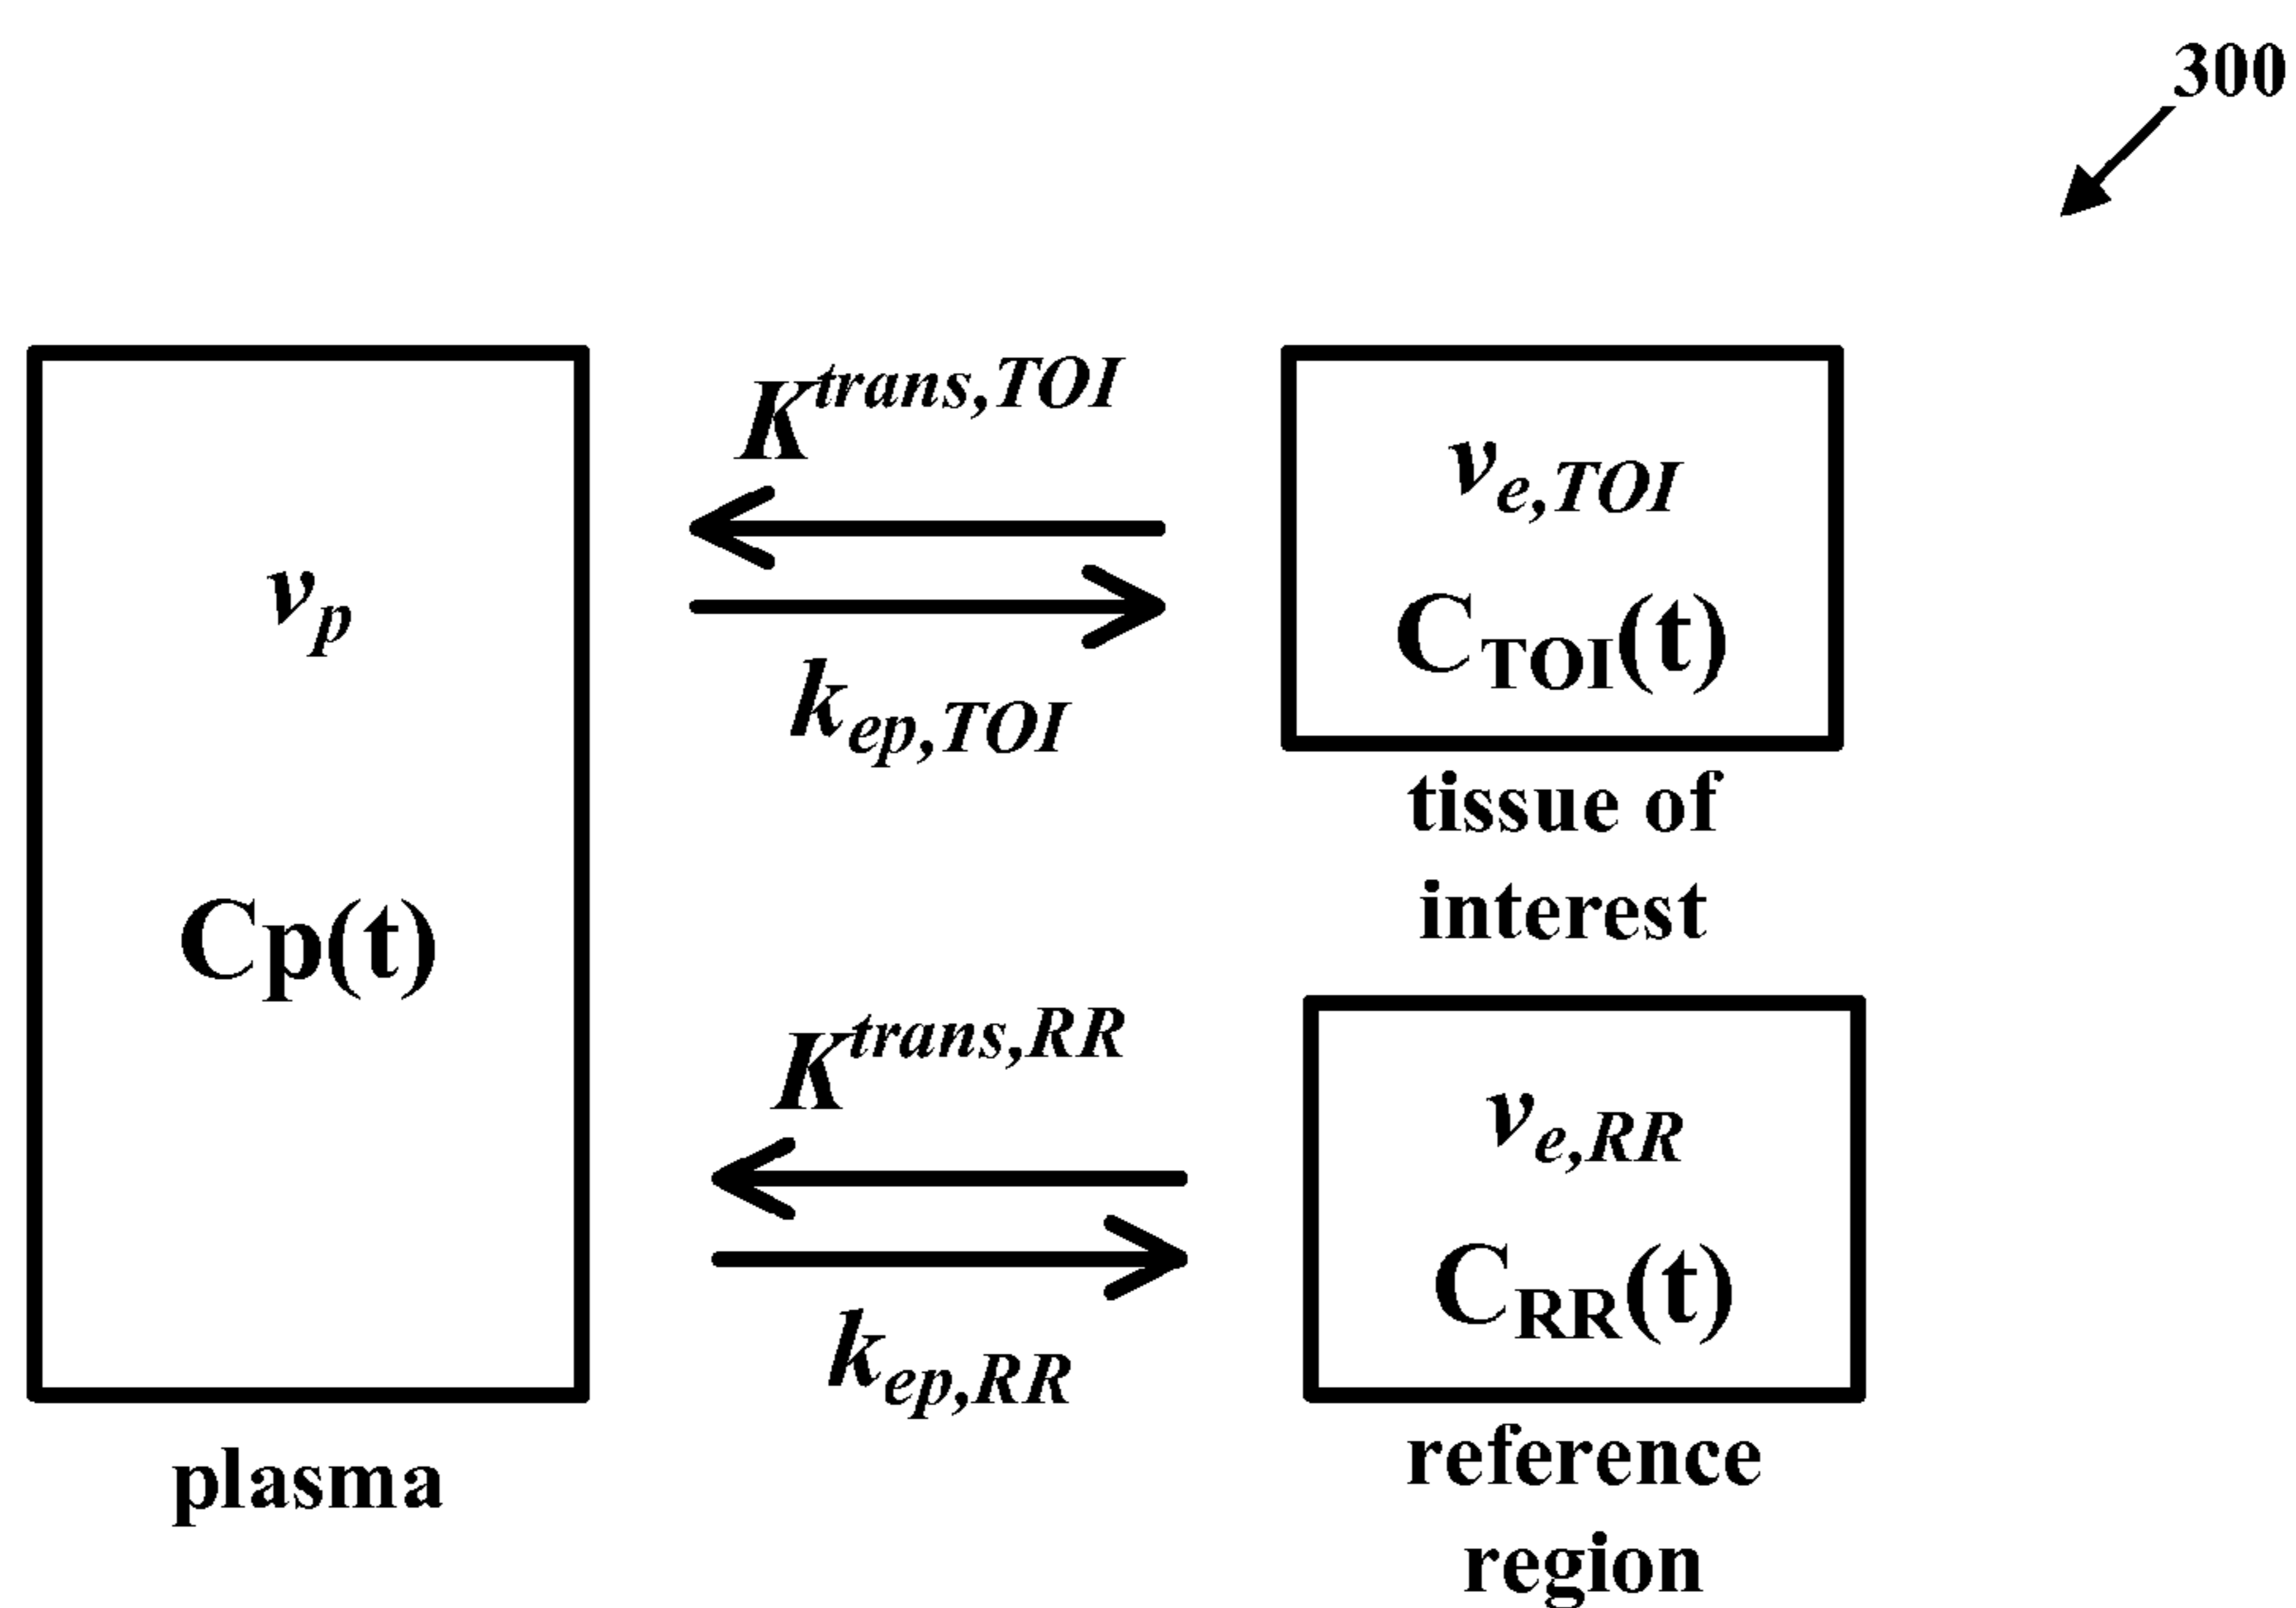 300
K^trans,TOI
v_e,TOI
v_p
C_TOI(t)
k_ep,TOI
tissue of
interest
Cp(t)
K^trans,RR
v_e,RR
C_RR(t)
k_ep,RR
plasma
reference
region